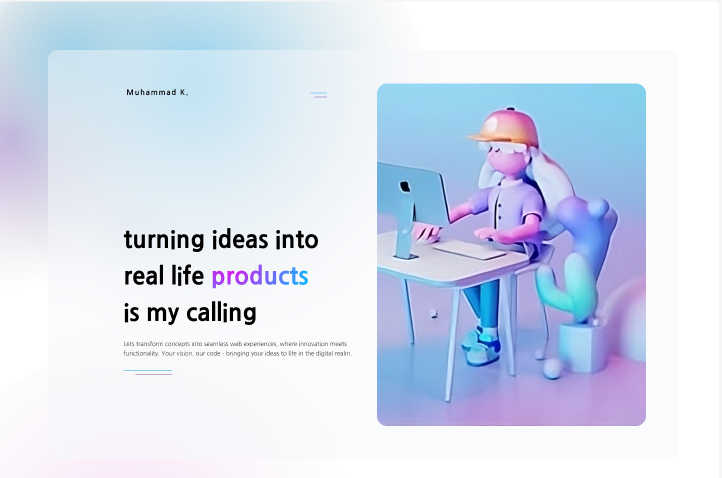 Muhammad K.
turning ideas into
real life products
is my calling
Lets transform concepts into seamless web experiences, where innovation meets
functionality. Your vision, our code - bringing your ideas to life in the digital realm.